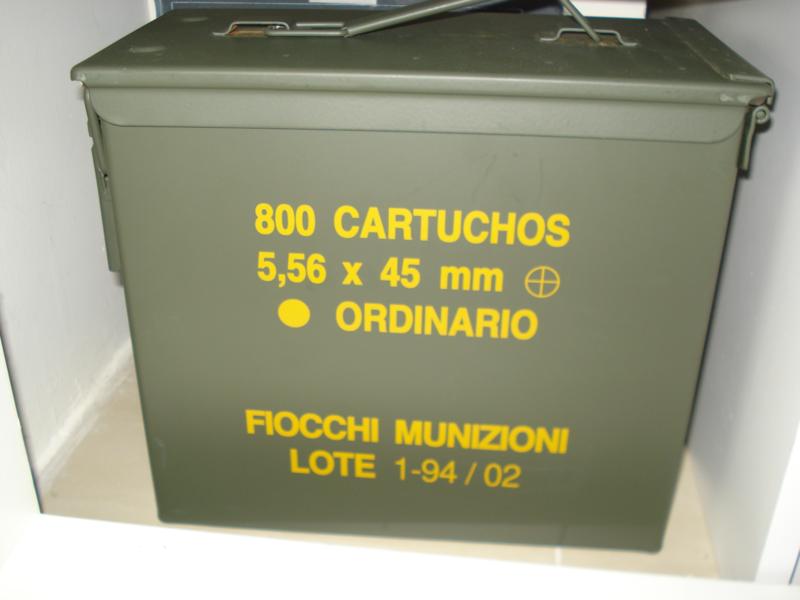 800 CARTUCHOS
5,56 x 45 mm ⊕
ORDINARIO
FIOCCHI MUNIZIONI
LOTE 1-94 / 02